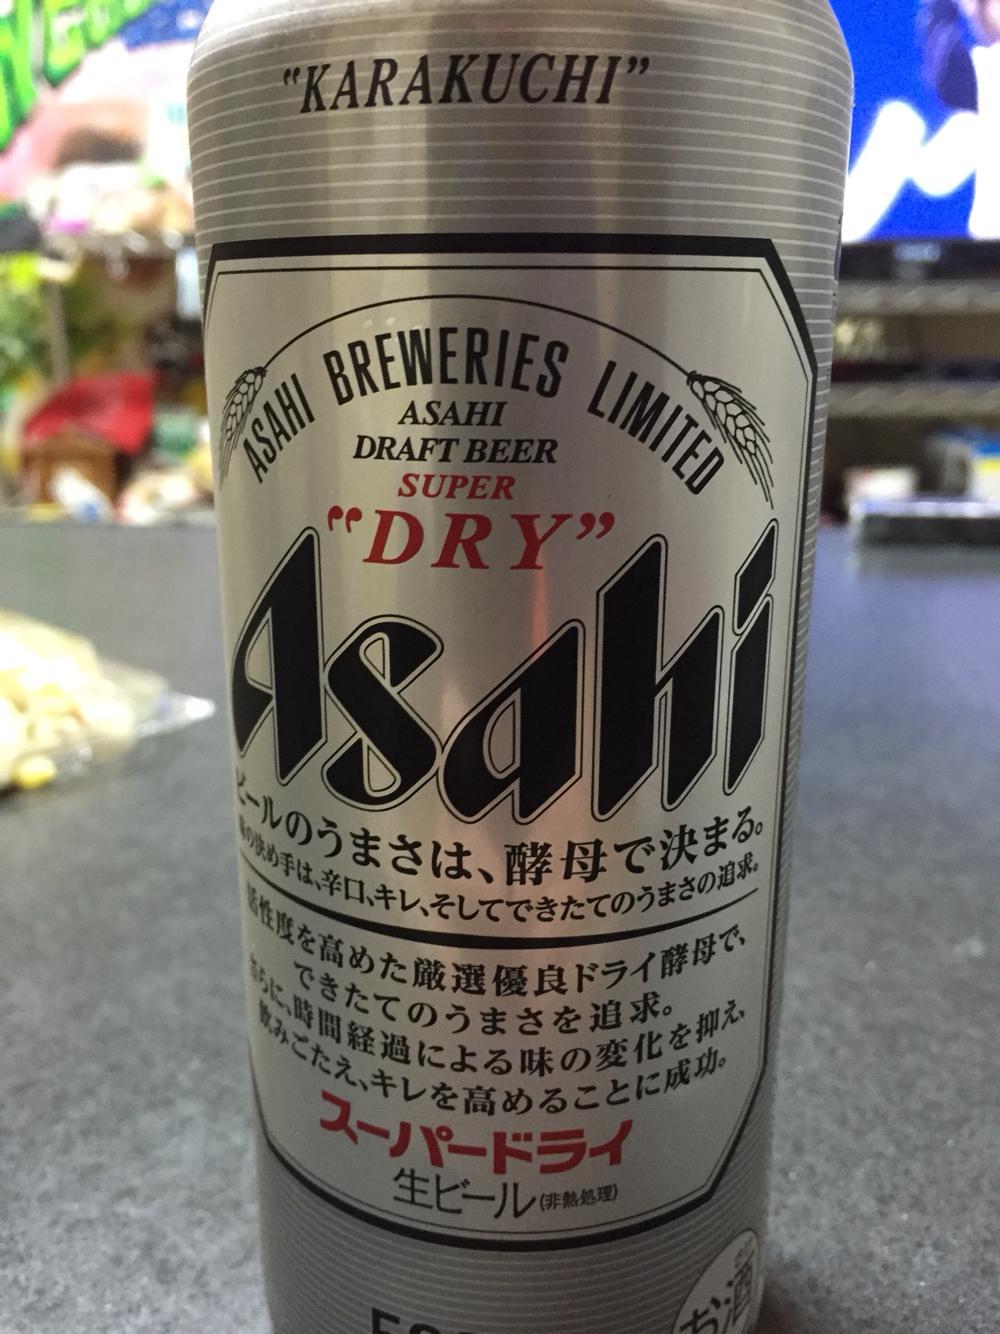 "KARAKUCHI"
ASAHI BREWERIES LIMITED
ASAHI
DRAFT BEER
SUPER
"DRY"
Asahi
ビールのうまさは、酵母で決まる。
味の決め手は、辛口、キレ、そしてできたてのうまさの追求。
活性度を高めた厳選優良ドライ酵母で、
できたてのうまさを追求。
さらに、時間経過による味の変化を抑え、
飲みごたえ、キレを高めることに成功。
スーパードライ
生ビール(非熱処理)
お酒